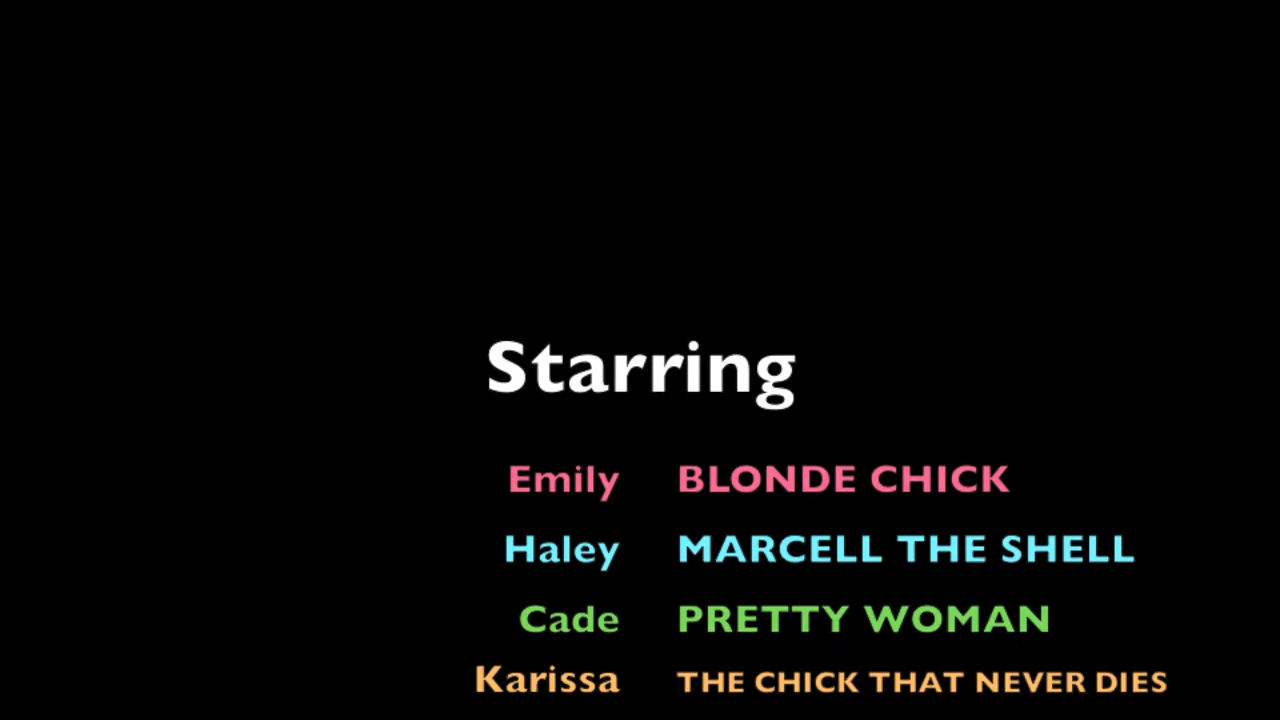 Starring
Emily BLONDE CHICK
Haley MARCELL THE SHELL
Cade PRETTY WOMAN
Karissa THE CHICK THAT NEVER DIES